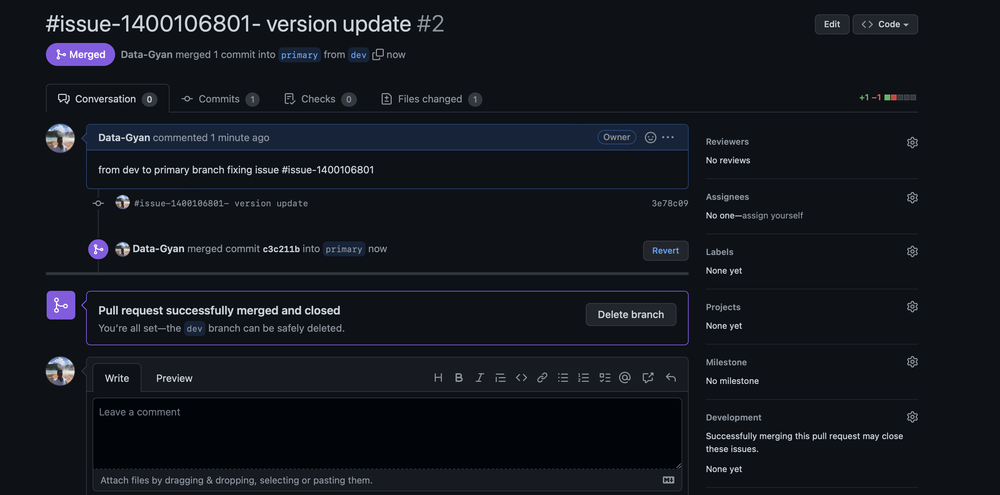 #issue-1400106801- version update #2
Edit
Code
Merged
Data-Gyan merged 1 commit into primary from dev now
Conversation 0
Commits 1
Checks 0
Files changed 1
+1 −1
Data-Gyan commented 1 minute ago
Owner
from dev to primary branch fixing issue #issue-1400106801
#issue-1400106801- version update
3e78c09
Data-Gyan merged commit c3c211b into primary now
Revert
Pull request successfully merged and closed
You’re all set—the dev branch can be safely deleted.
Delete branch
Write
Preview
Leave a comment
Attach files by dragging & dropping, selecting or pasting them.
Reviewers
No reviews
Assignees
No one—assign yourself
Labels
None yet
Projects
None yet
Milestone
No milestone
Development
Successfully merging this pull request may close
these issues.
None yet